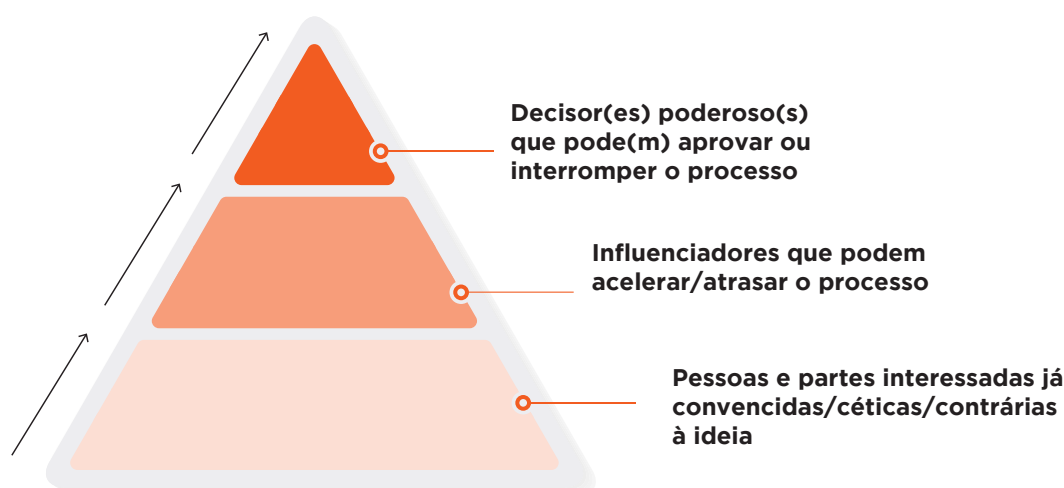 Decisor(es) poderoso(s)
que pode(m) aprovar ou
interromper o processo
Influenciadores que podem
acelerar/atrasar o processo
Pessoas e partes interessadas já
convencidas/céticas/contrárias
à ideia